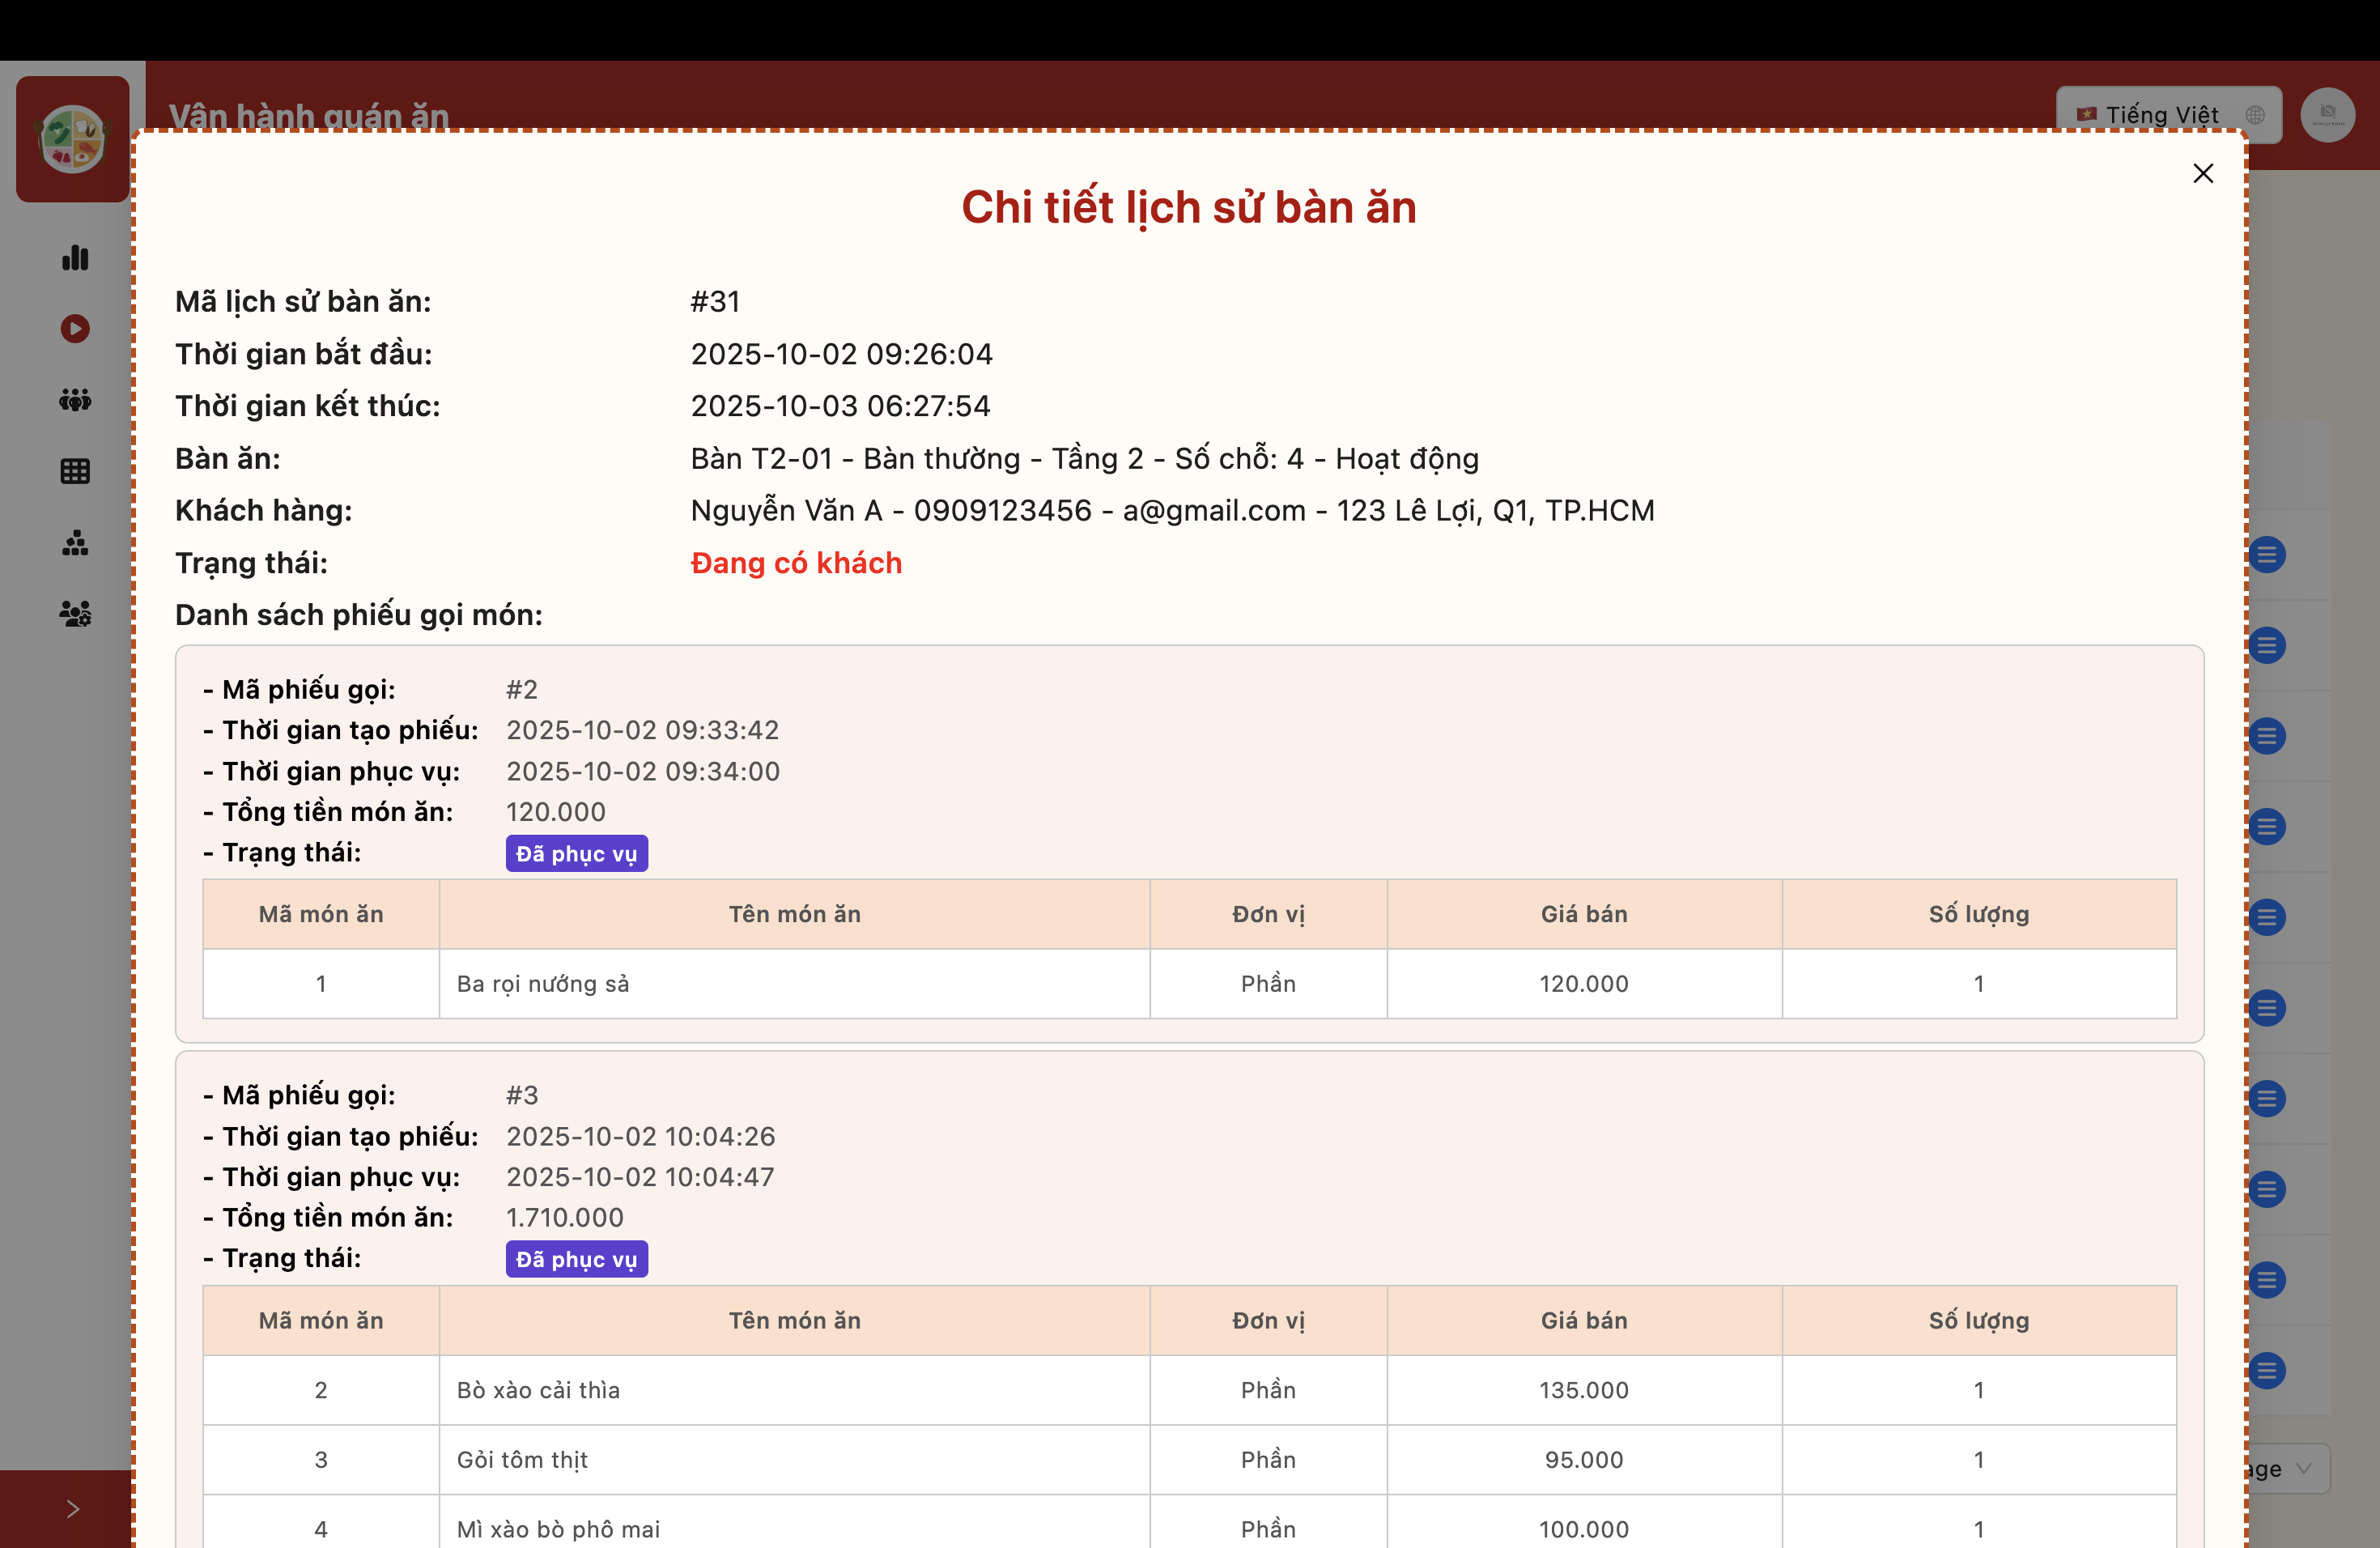 Vận hành quán ăn
Tiếng Việt
Chi tiết lịch sử bàn ăn
Mã lịch sử bàn ăn: #31
Thời gian bắt đầu: 2025-10-02 09:26:04
Thời gian kết thúc: 2025-10-03 06:27:54
Bàn ăn: Bàn T2-01 - Bàn thường - Tầng 2 - Số chỗ: 4 - Hoạt động
Khách hàng: Nguyễn Văn A - 0909123456 - a@gmail.com - 123 Lê Lợi, Q1, TP.HCM
Trạng thái: Đang có khách
Danh sách phiếu gọi món:
- Mã phiếu gọi: #2
- Thời gian tạo phiếu: 2025-10-02 09:33:42
- Thời gian phục vụ: 2025-10-02 09:34:00
- Tổng tiền món ăn: 120.000
- Trạng thái: Đã phục vụ
Mã món ăn Tên món ăn Đơn vị Giá bán Số lượng
1 Ba rọi nướng sả Phần 120.000 1
- Mã phiếu gọi: #3
- Thời gian tạo phiếu: 2025-10-02 10:04:26
- Thời gian phục vụ: 2025-10-02 10:04:47
- Tổng tiền món ăn: 1.710.000
- Trạng thái: Đã phục vụ
Mã món ăn Tên món ăn Đơn vị Giá bán Số lượng
2 Bò xào cải thìa Phần 135.000 1
3 Gỏi tôm thịt Phần 95.000 1
4 Mì xào bò phô mai Phần 100.000 1